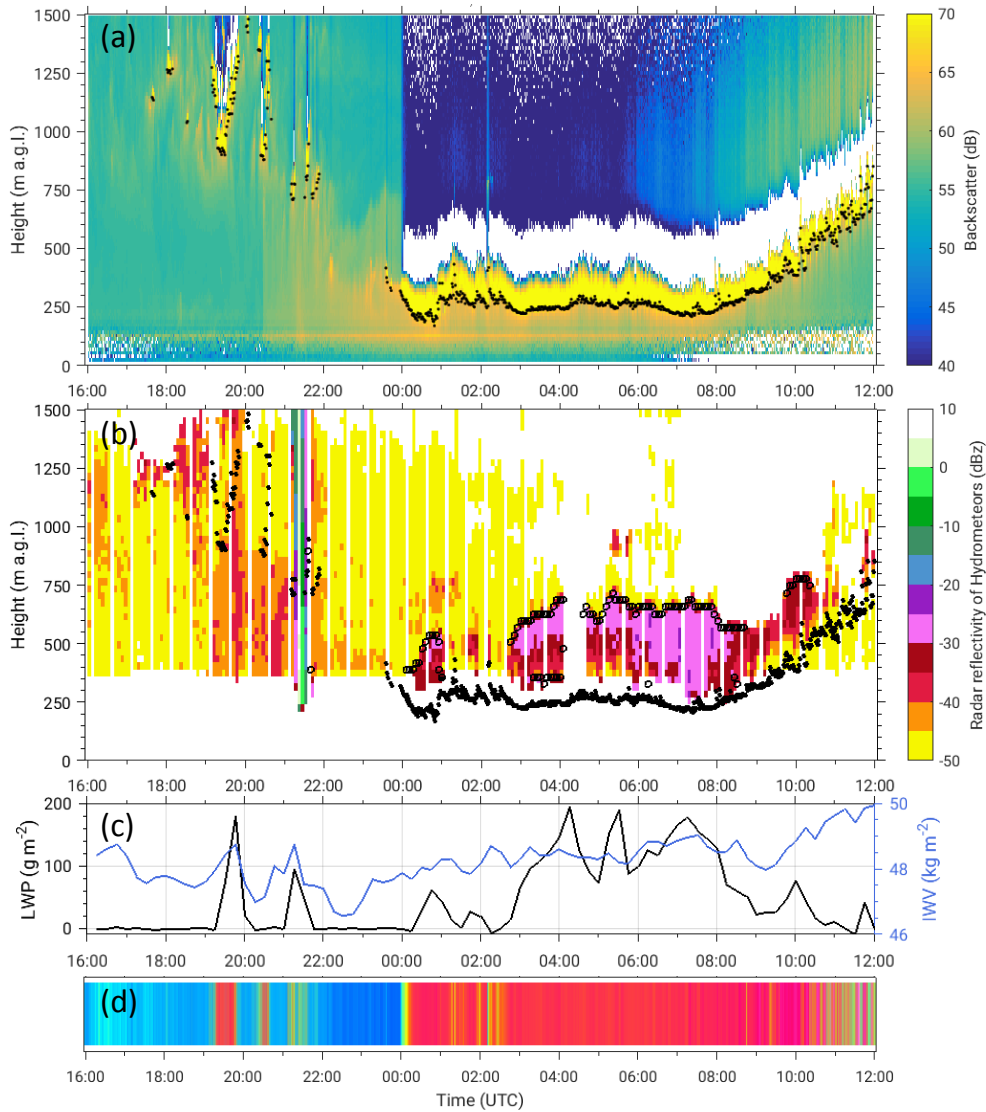 (a)
1500
1250
1000
750
500
250
0
Height (m a.g.l.)
16:00 18:00 20:00 22:00 00:00 02:00 04:00 06:00 08:00 10:00 12:00
70
65
60
55
50
45
40
Backscatter (dB)
(b)
1500
1250
1000
750
500
250
0
Height (m a.g.l.)
16:00 18:00 20:00 22:00 00:00 02:00 04:00 06:00 08:00 10:00 12:00
10
0
-10
-20
-30
-40
-50
Radar reflectivity of Hydrometeors (dBz)
(c)
200
100
0
LWP (g m⁻²)
50
48
46
IWV (kg m⁻²)
16:00 18:00 20:00 22:00 00:00 02:00 04:00 06:00 08:00 10:00 12:00
(d)
16:00 18:00 20:00 22:00 00:00 02:00 04:00 06:00 08:00 10:00 12:00
Time (UTC)